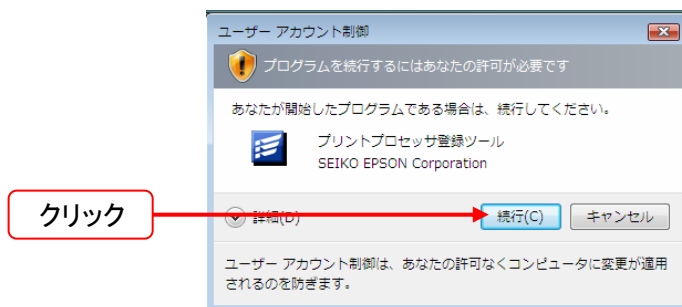 ユーザー アカウント制御
プログラムを続行するにはあなたの許可が必要です
あなたが開始したプログラムである場合は、続行してください。
プリントプロセッサ登録ツール
SEIKO EPSON Corporation
クリック
詳細(D)
続行(C)
キャンセル
ユーザー アカウント制御は、あなたの許可なくコンピュータに変更が適用
されるのを防ぎます。